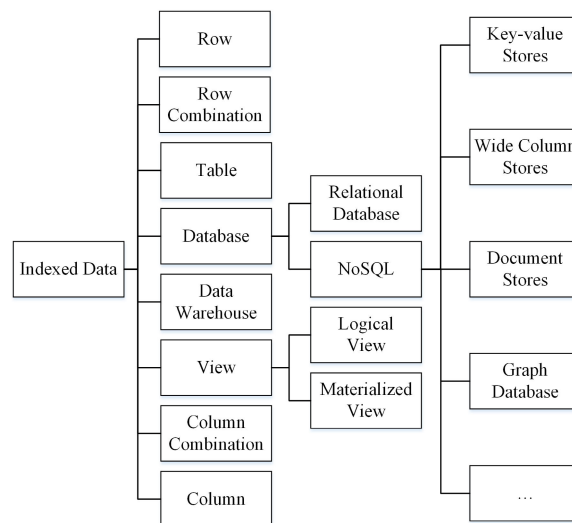 Indexed Data
Row
Row
Combination
Table
Database
Data
Warehouse
View
Column
Combination
Column
Relational
Database
NoSQL
Logical
View
Materialized
View
Key-value
Stores
Wide Column
Stores
Document
Stores
Graph
Database
…